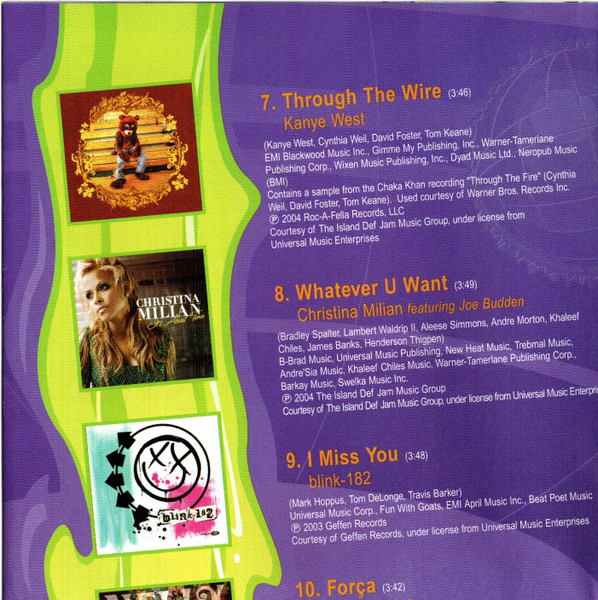 7. Through The Wire (3:46)
Kanye West
(Kanye West, Cynthia Weil, David Foster, Tom Keane)
EMI Blackwood Music Inc., Gimme My Publishing, Inc., Warner-Tamerlane
Publishing Corp., Wixen Music Publishing, Inc., Dyad Music Ltd., Neropub Music
(BMI)
Contains a sample from the Chaka Khan recording "Through The Fire" (Cynthia
Weil, David Foster, Tom Keane). Used courtesy of Warner Bros. Records Inc.
℗ 2004 Roc-A-Fella Records, LLC
Courtesy of The Island Def Jam Music Group, under license from
Universal Music Enterprises
CHRISTINA
MILIAN
It's About Time
8. Whatever U Want (3:49)
Christina Milian featuring Joe Budden
(Bradley Spalter, Lambert Waldrip II, Aleese Simmons, Andre Morton, Khaleef
Chiles, James Banks, Henderson Thigpen)
B-Brad Music, Universal Music Publishing, New Heat Music, Trebmal Music,
Andre'Sia Music, Khaleef Chiles Music, Warner-Tamerlane Publishing Corp.,
Barkay Music, Swelka Music Inc.
℗ 2004 The Island Def Jam Music Group
Courtesy of The Island Def Jam Music Group, under license from Universal Music Enterpri
blink-182
9. I Miss You (3:48)
blink-182
(Mark Hoppus, Tom DeLonge, Travis Barker)
Universal Music Corp., Fun With Goats, EMI April Music Inc., Beat Poet Music
℗ 2003 Geffen Records
Courtesy of Geffen Records, under license from Universal Music Enterprises
10. Força (3:42)